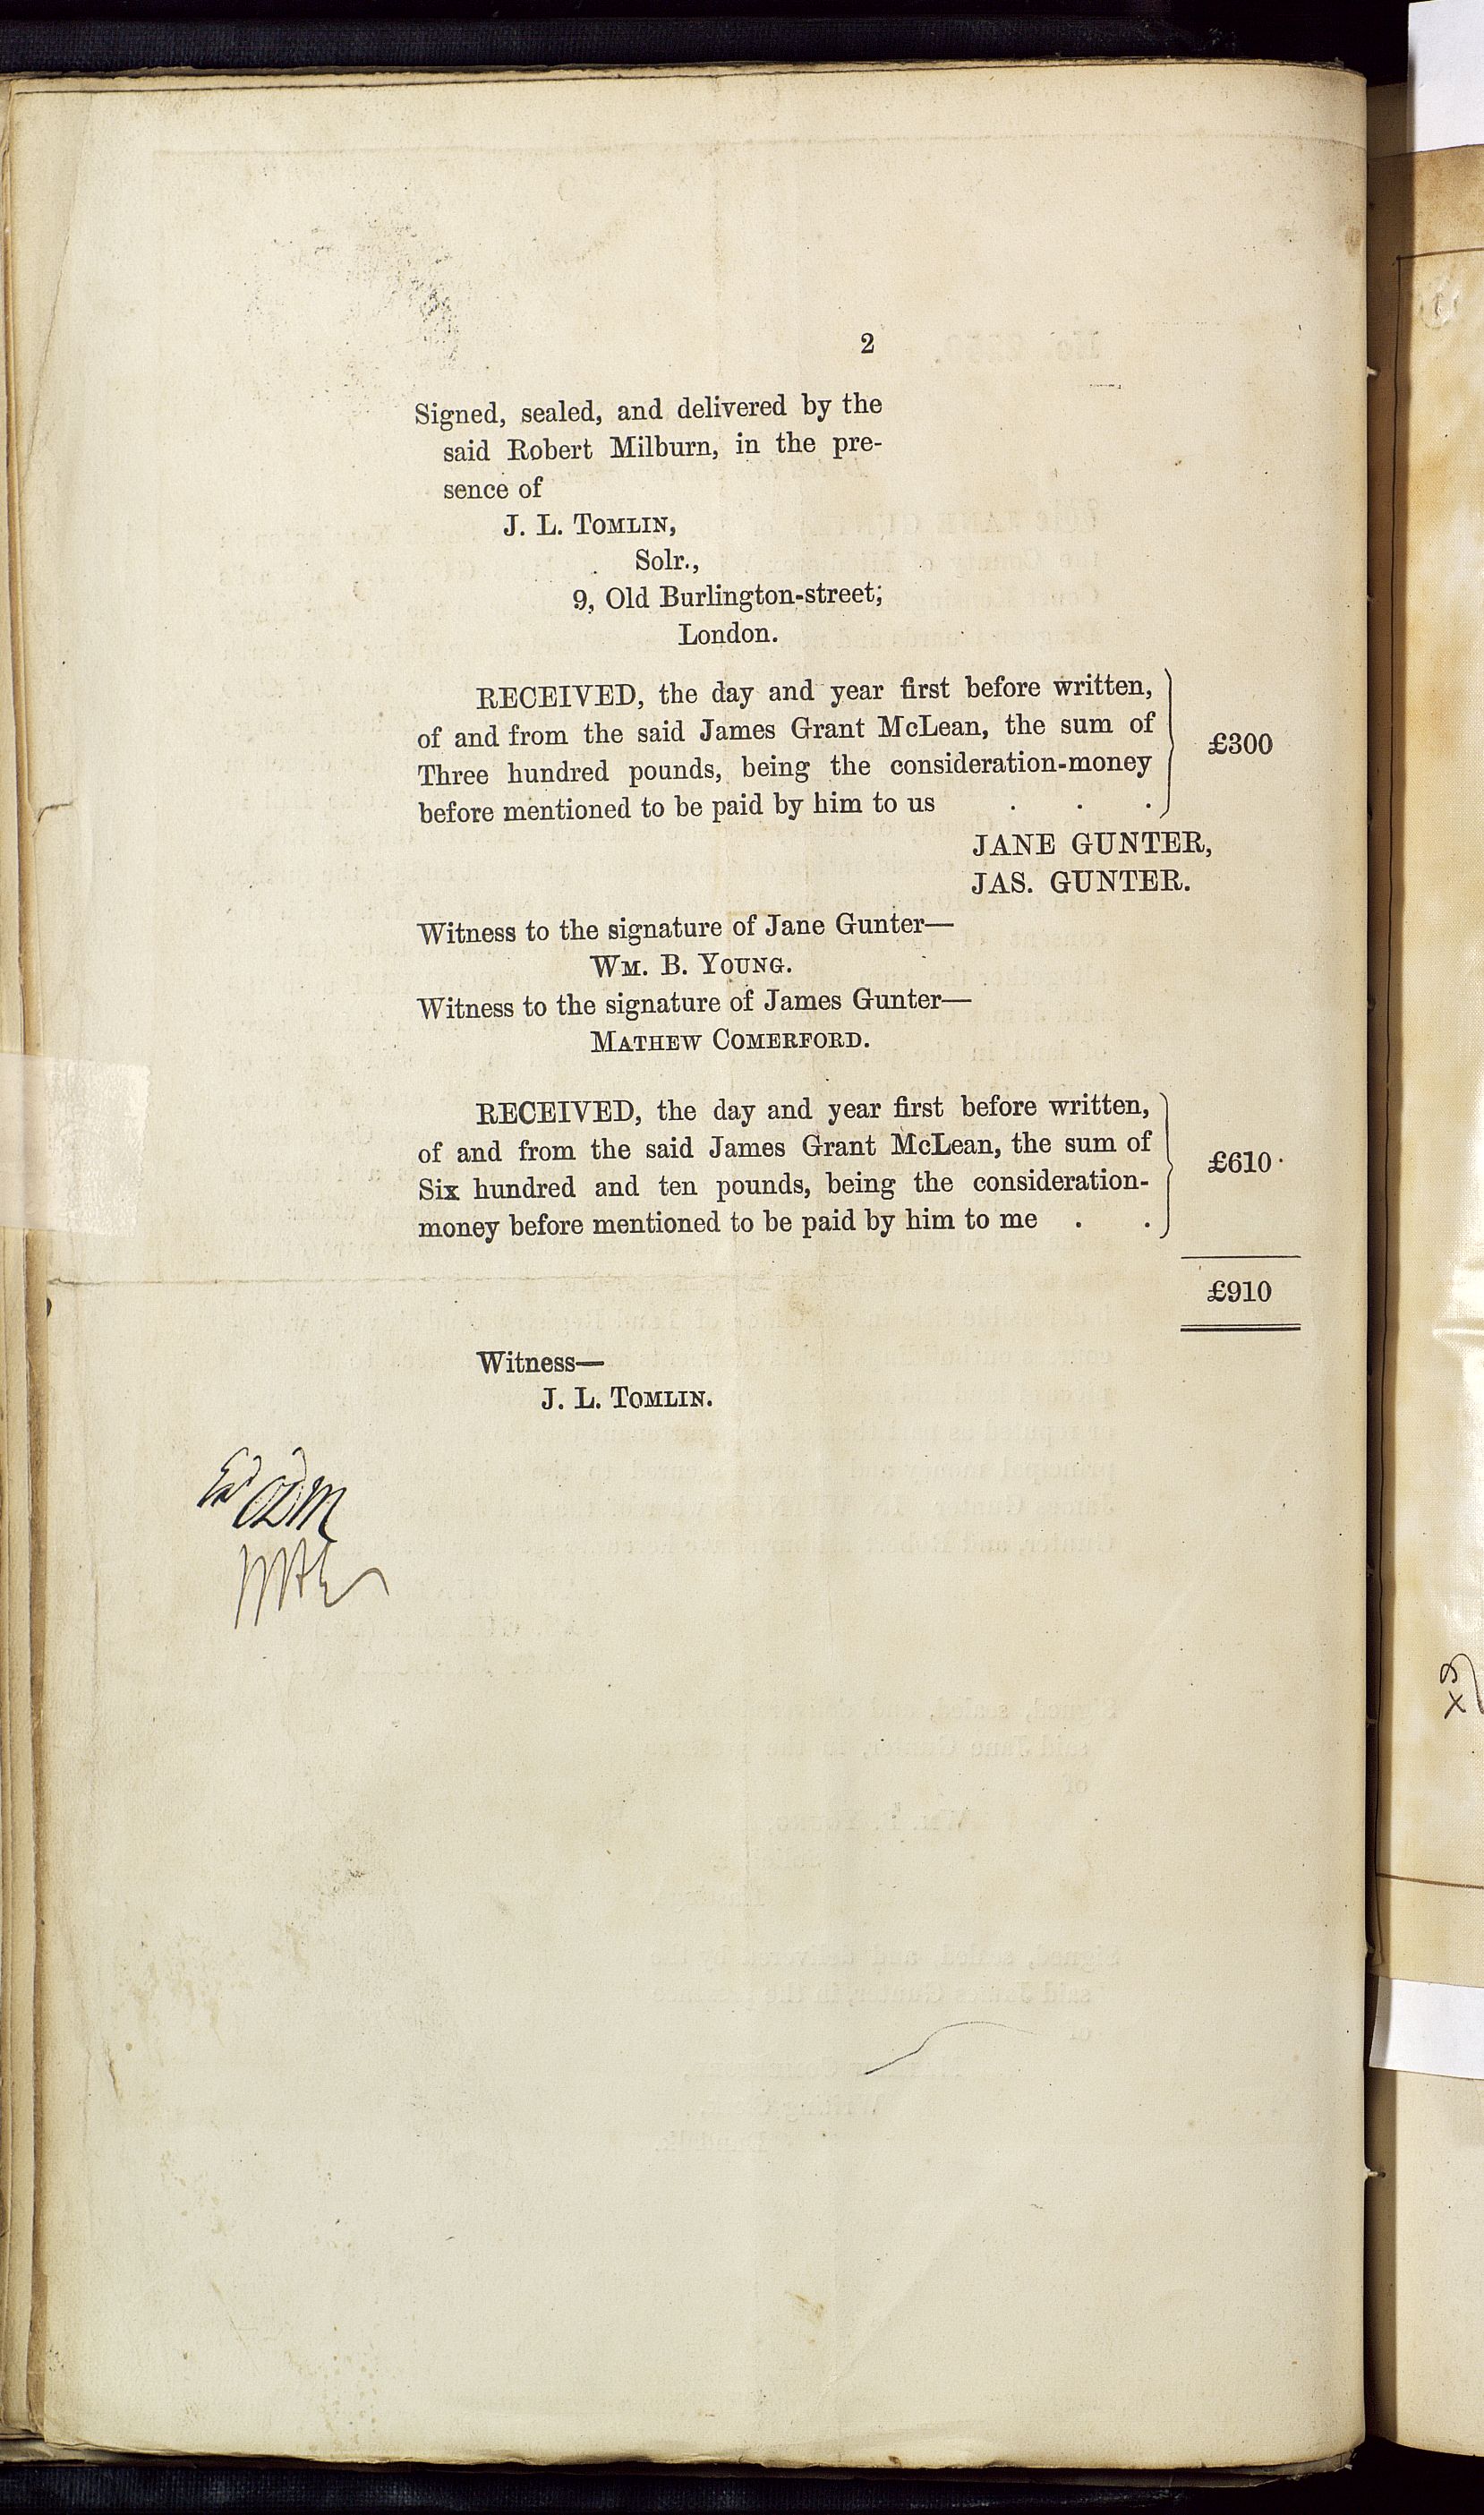 2
Signed, sealed, and delivered by the
said Robert Milburn, in the pre-
sence of
J. L. TOMLIN,
Solr.,
9, Old Burlington-street;
London.
RECEIVED, the day and year first before written,
of and from the said James Grant McLean, the sum of
Three hundred pounds, being the consideration-money
before mentioned to be paid by him to us . . .
£300
JANE GUNTER,
JAS. GUNTER.
Witness to the signature of Jane Gunter—
WM. B. YOUNG.
Witness to the signature of James Gunter—
MATHEW COMERFORD.
RECEIVED, the day and year first before written,
of and from the said James Grant McLean, the sum of
Six hundred and ten pounds, being the consideration-
money before mentioned to be paid by him to me . .
£610
£910
Witness—
J. L. TOMLIN.